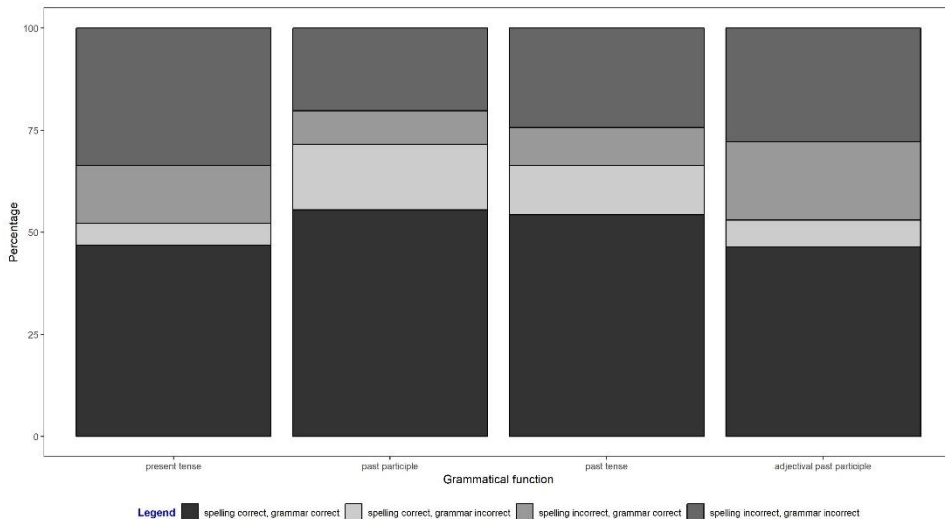 100
75
50
25
0
Percentage
present tense
past participle
past tense
adjectival past participle
Grammatical function
Legend
spelling correct, grammar correct
spelling correct, grammar incorrect
spelling incorrect, grammar correct
spelling incorrect, grammar incorrect